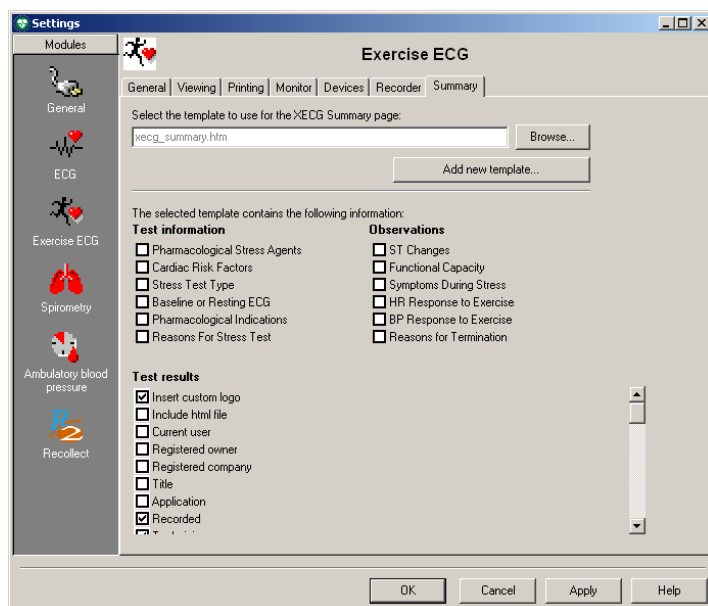 Settings
Modules
General
ECG
Exercise ECG
Spirometry
Ambulatory blood
pressure
Recollect
Exercise ECG
General Viewing Printing Monitor Devices Recorder Summary
Select the template to use for the XECG Summary page:
xecg_summary.htm Browse...
Add new template...
The selected template contains the following information:
Test information
Pharmacological Stress Agents
Cardiac Risk Factors
Stress Test Type
Baseline or Resting ECG
Pharmacological Indications
Reasons For Stress Test
Observations
ST Changes
Functional Capacity
Symptoms During Stress
HR Response to Exercise
BP Response to Exercise
Reasons for Termination
Test results
Insert custom logo
Include html file
Current user
Registered owner
Registered company
Title
Application
Recorded
OK Cancel Apply Help